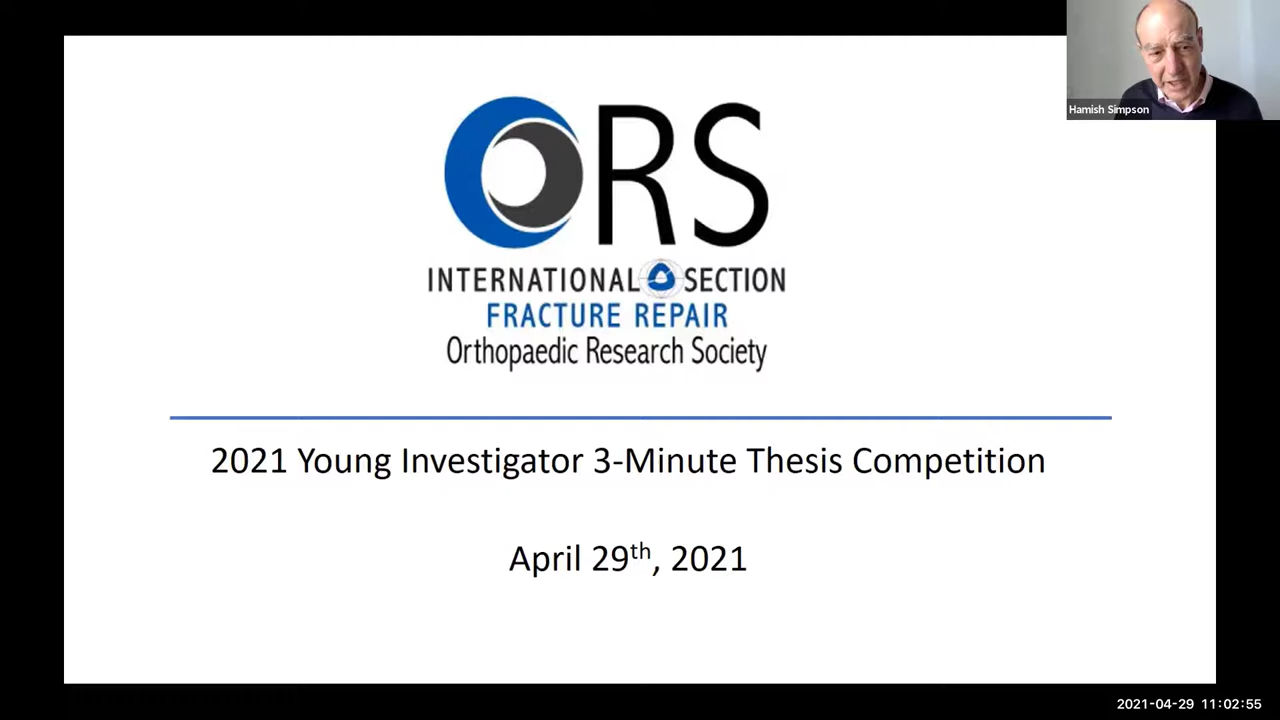 Hamish Simpson
ORS
INTERNATIONAL SECTION
FRACTURE REPAIR
Orthopaedic Research Society
2021 Young Investigator 3-Minute Thesis Competition
April 29th, 2021
2021-04-29 11:02:55